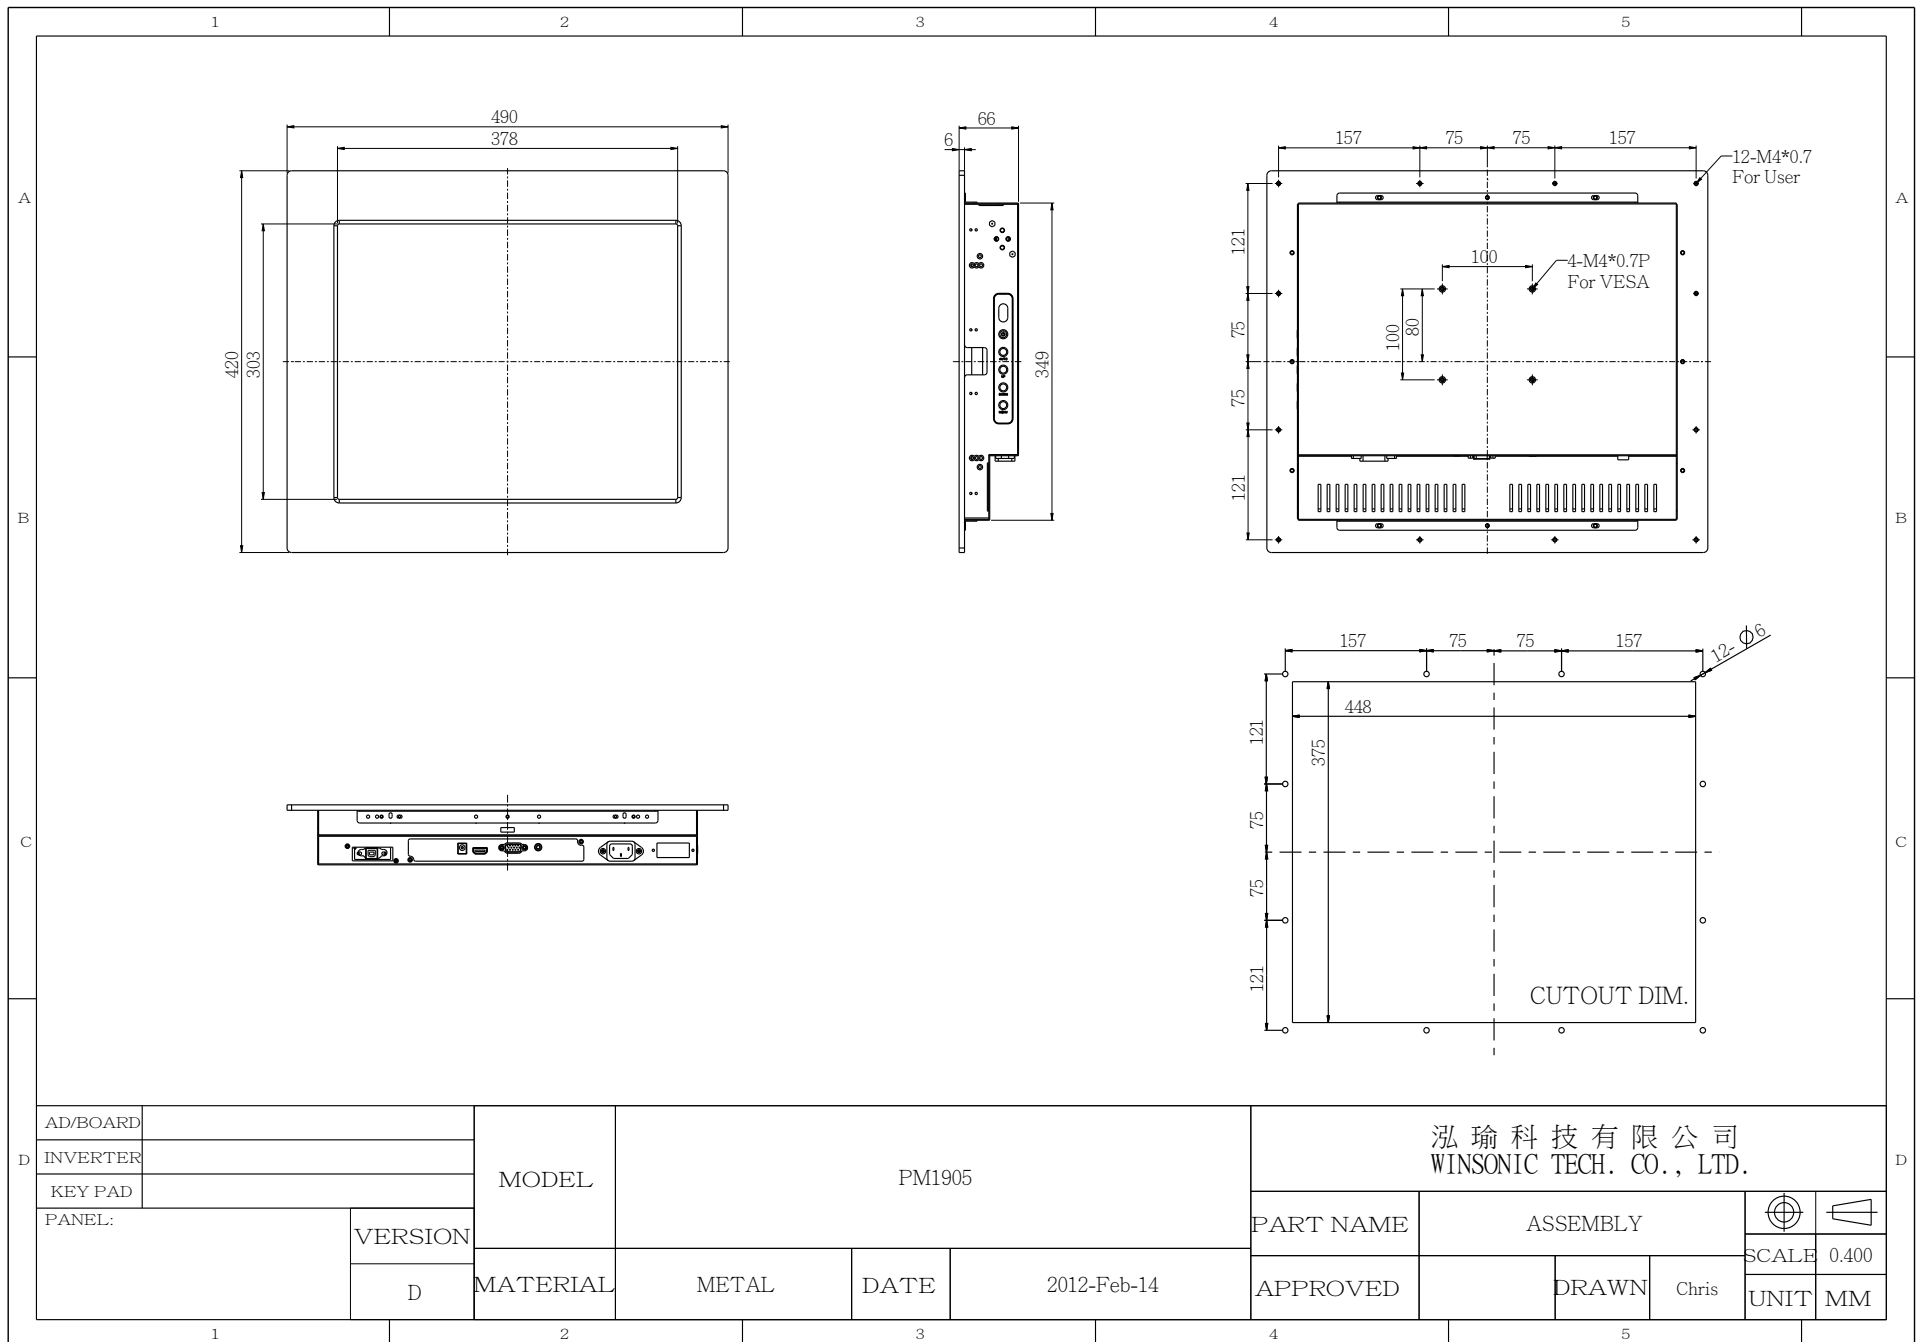 1 2 3 4 5
A
A
490
378
420
303
66
6
349
157 75 75 157
12-M4*0.7
For User
121
75
75
121
100
4-M4*0.7P
For VESA
100
80
B
B
157 75 75 157
12-Φ6
448
375
121
75
75
121
CUTOUT DIM.
C
C
AD/BOARD
INVERTER
KEY PAD
PANEL:
VERSION
D
MODEL
PM1905
MATERIAL
METAL
DATE
2012-Feb-14
泓瑜科技有限公司
WINSONIC TECH. CO., LTD.
PART NAME
ASSEMBLY
APPROVED
DRAWN
Chris
SCALE
0.400
UNIT
MM
D
D
1 2 3 4 5